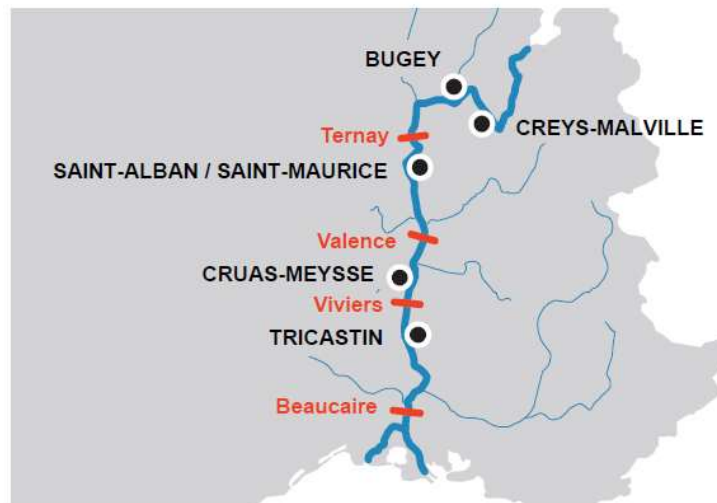 BUGEY
CREYS-MALVILLE
Ternay
SAINT-ALBAN / SAINT-MAURICE
Valence
CRUAS-MEYSSE
Viviers
TRICASTIN
Beaucaire